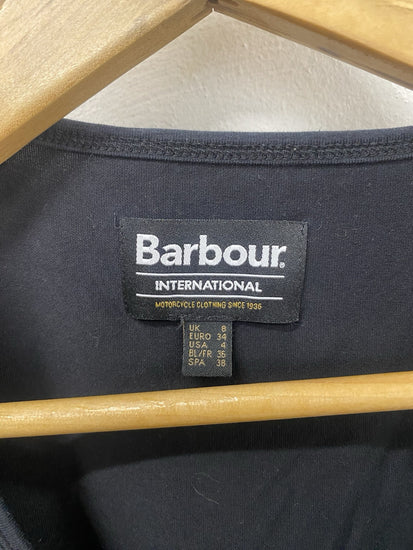 Barbour.
INTERNATIONAL
MOTORCYCLE CLOTHING SINCE 1936
UK 8
EURO 34
USA 4
BL/FR 36
SPA 38